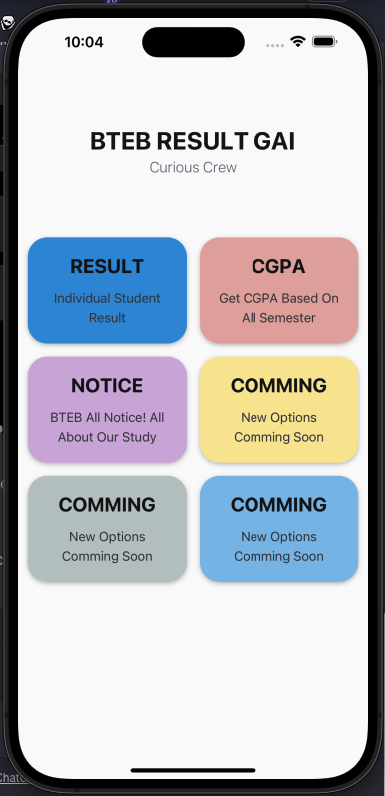 10:04
BTEB RESULT GAI
Curious Crew
RESULT
Individual Student
Result
CGPA
Get CGPA Based On
All Semester
NOTICE
BTEB All Notice! All
About Our Study
COMMING
New Options
Comming Soon
COMMING
New Options
Comming Soon
COMMING
New Options
Comming Soon